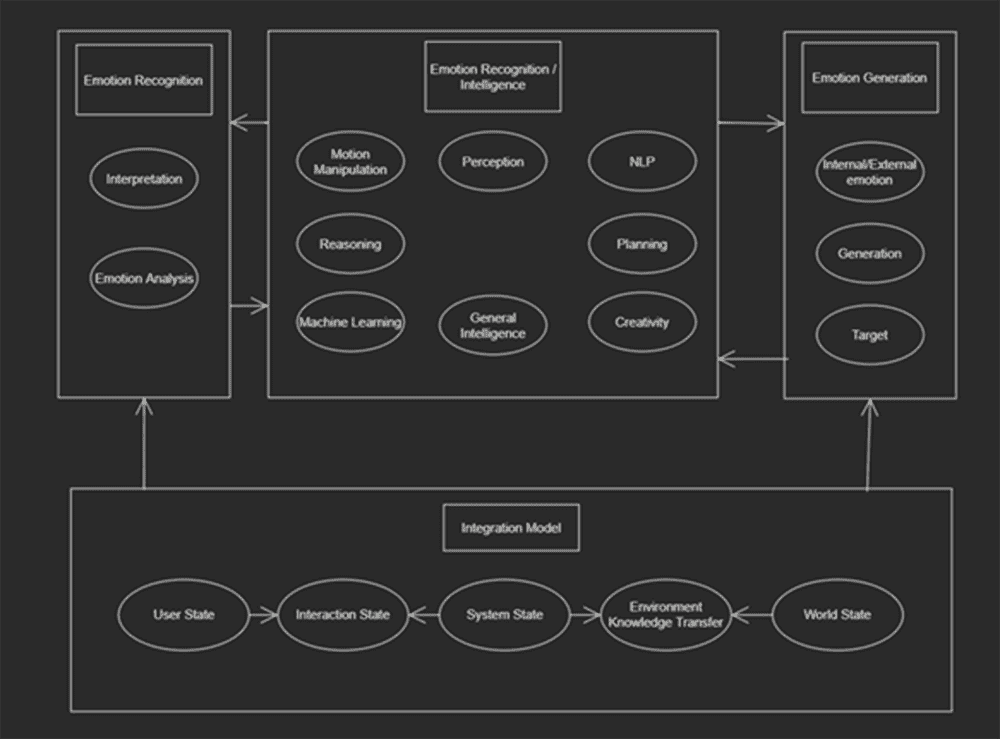 Emotion Recognition
Interpretation
Emotion Analysis
Emotion Recognition /
Intelligence
Motion
Manipulation
Perception
NLP
Reasoning
Planning
Machine Learning
General
Intelligence
Creativity
Emotion Generation
Internal/External
emotion
Generation
Target
Integration Model
User State
Interaction State
System State
Environment
Knowledge Transfer
World State